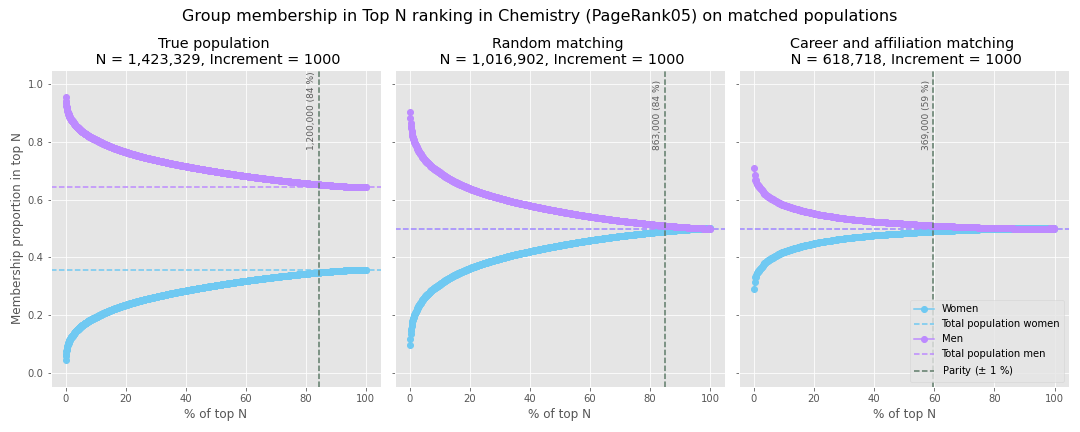 Group membership in Top N ranking in Chemistry (PageRank05) on matched populations
True population
N = 1,423,329, Increment = 1000
Random matching
N = 1,016,902, Increment = 1000
Career and affiliation matching
N = 618,718, Increment = 1000
Membership proportion in top N
1.0
0.8
0.6
0.4
0.2
0.0
1,200,000 (84 %)
863,000 (84 %)
369,000 (59 %)
Women
Total population women
Men
Total population men
Parity (± 1 %)
0 20 40 60 80 100
0 20 40 60 80 100
0 20 40 60 80 100
% of top N
% of top N
% of top N